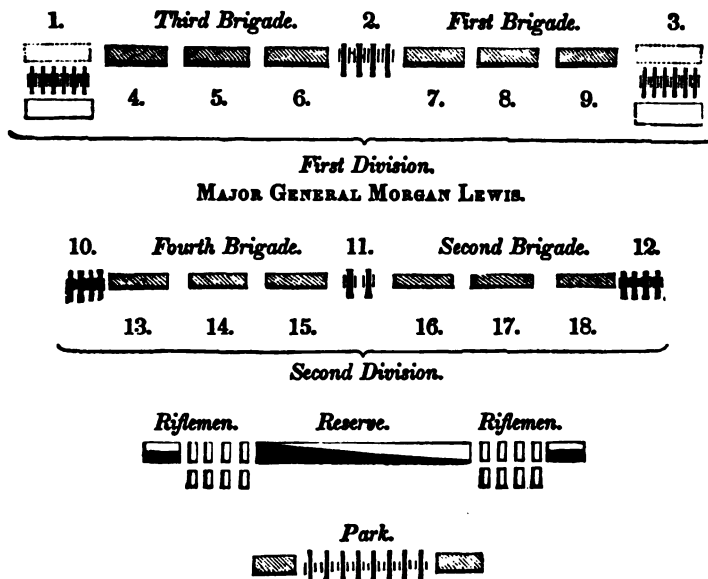 1. Third Brigade. 2. First Brigade. 3.
4. 5. 6. 7. 8. 9.
First Division.
MAJOR GENERAL MORGAN LEWIS.
10. Fourth Brigade. 11. Second Brigade. 12.
13. 14. 15. 16. 17. 18.
Second Division.
Riflemen. Reserve. Riflemen.
Park.